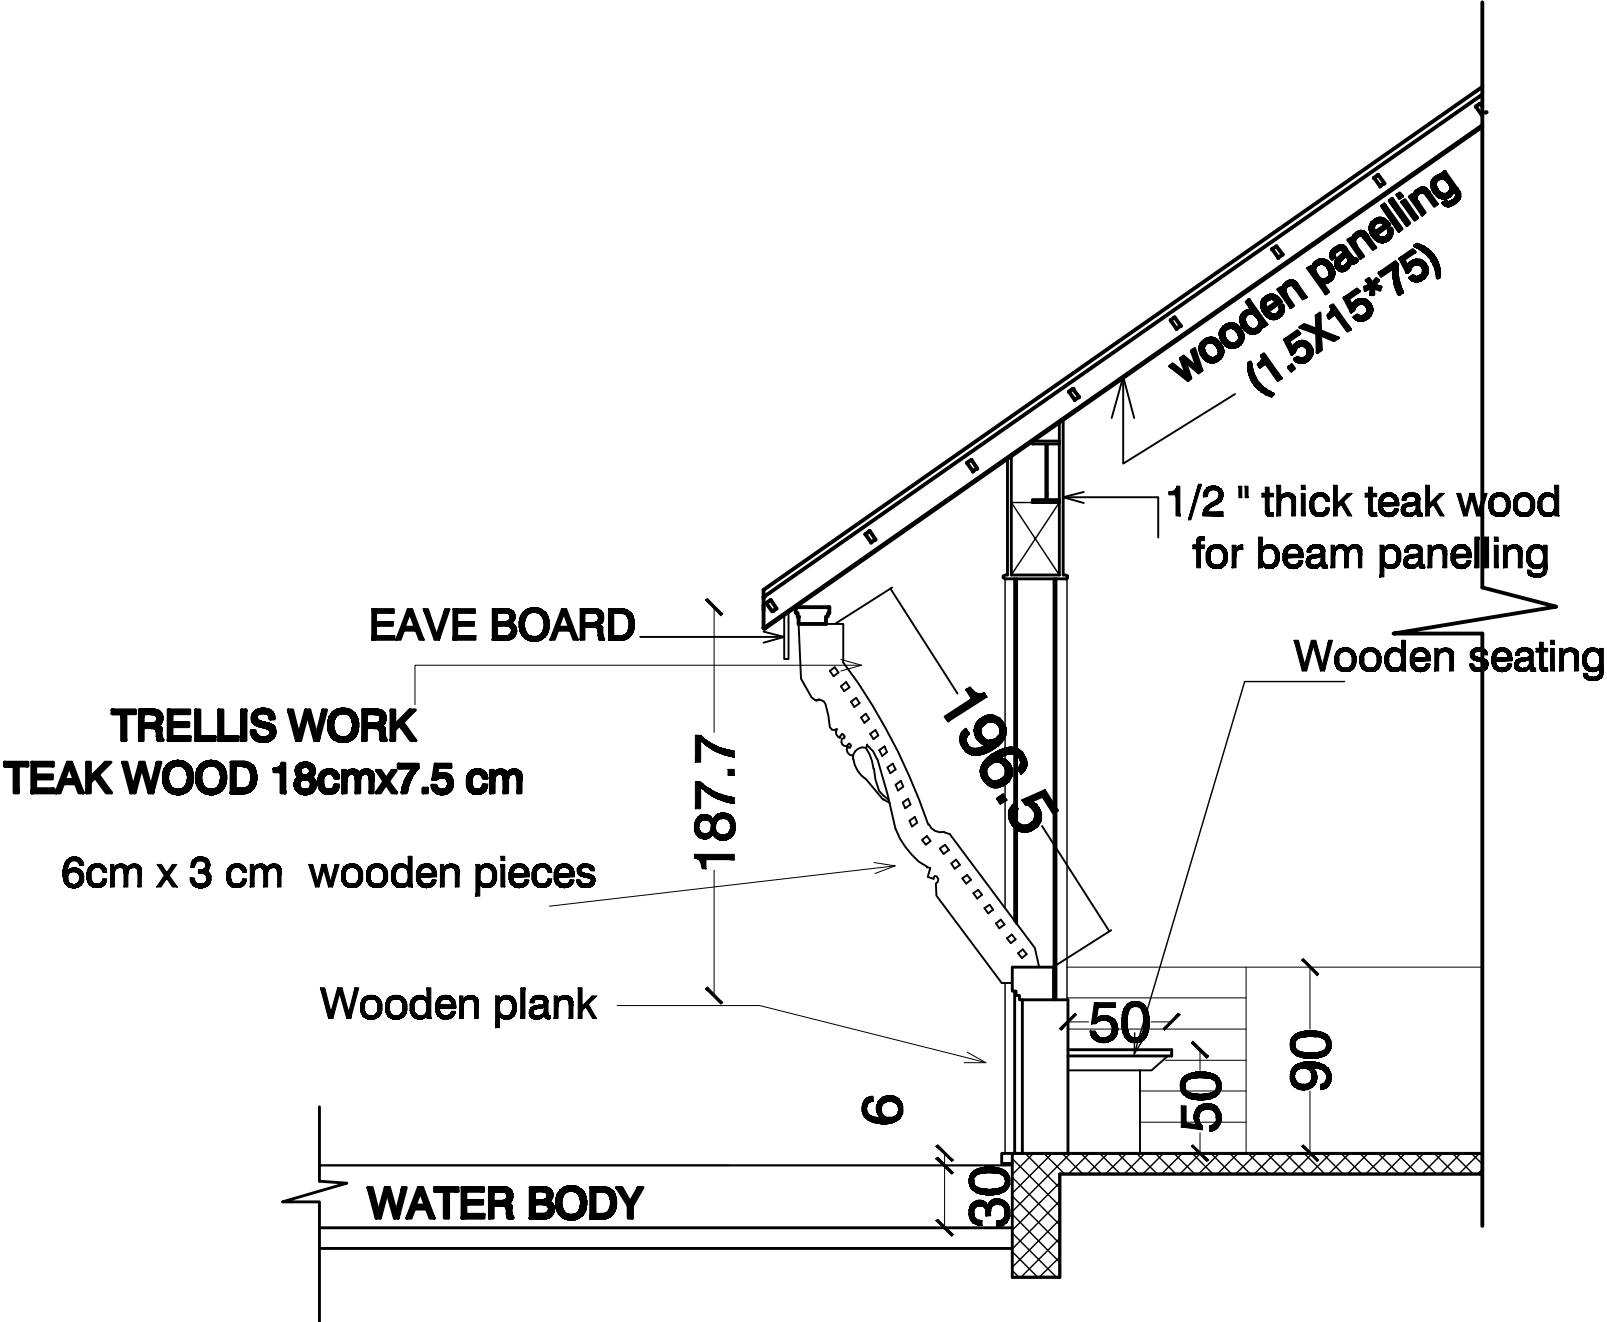 wooden panelling
(1.5X15*75)
1/2 " thick teak wood
for beam panelling
EAVE BOARD
Wooden seating
TRELLIS WORK
TEAK WOOD 18cmx7.5 cm
196.5
187.7
6cm x 3 cm wooden pieces
Wooden plank
50
90
50
6
30
WATER BODY